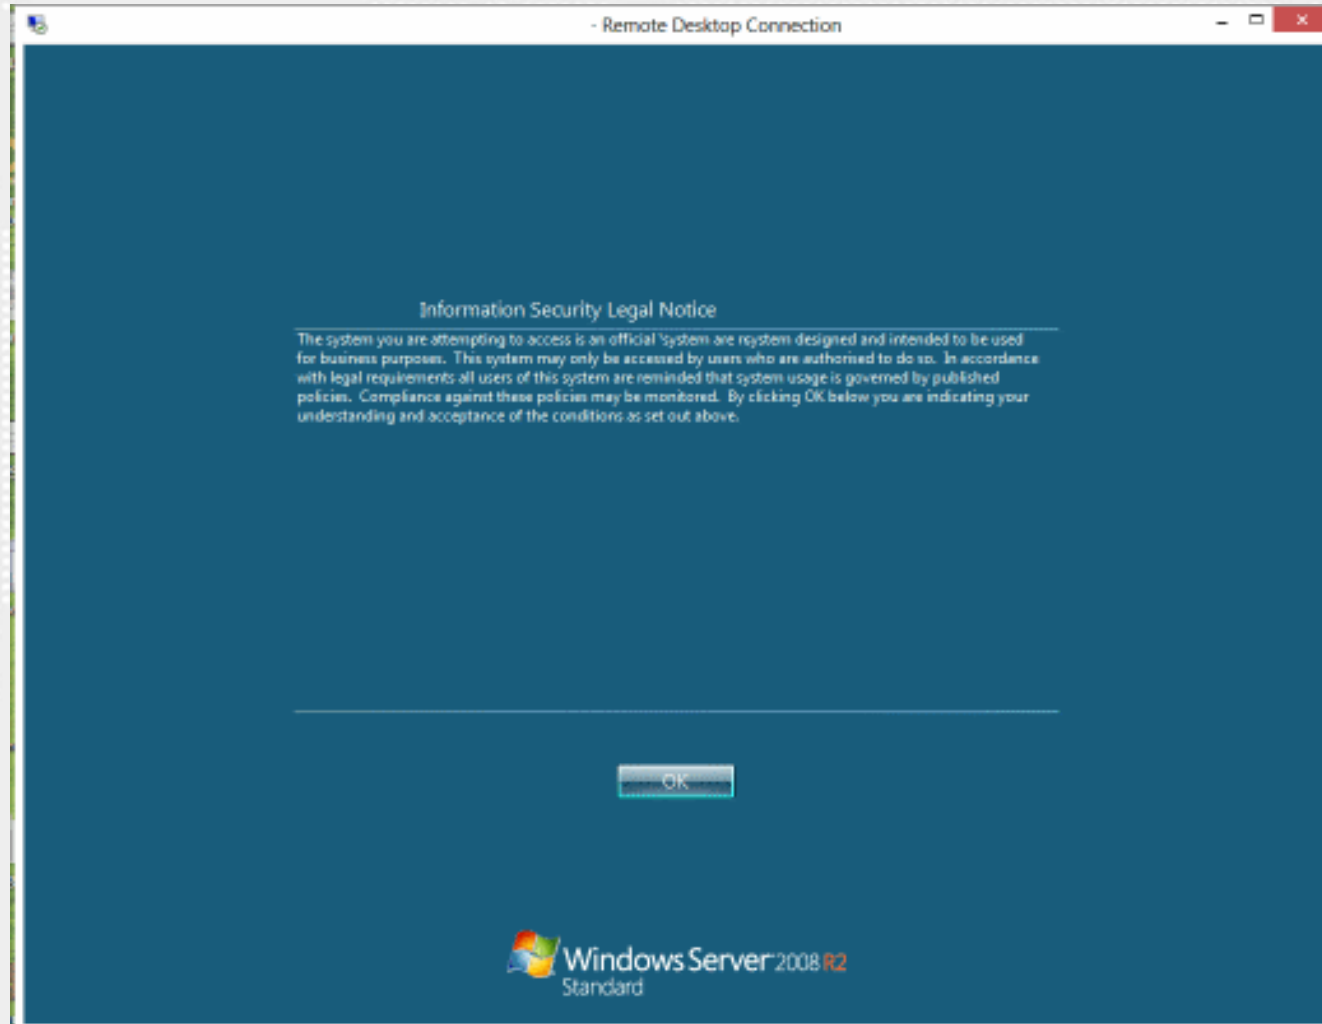 - Remote Desktop Connection
Information Security Legal Notice
The system you are attempting to access is an official 'system are rsystem designed and intended to be used
for business purposes.  This system may only be accessed by users who are authorised to do so.  In accordance
with legal requirements all users of this system are reminded that system usage is governed by published
policies.  Compliance against these policies may be monitored.  By clicking OK below you are indicating your
understanding and acceptance of the conditions as set out above.
OK
Windows Server 2008 R2
Standard